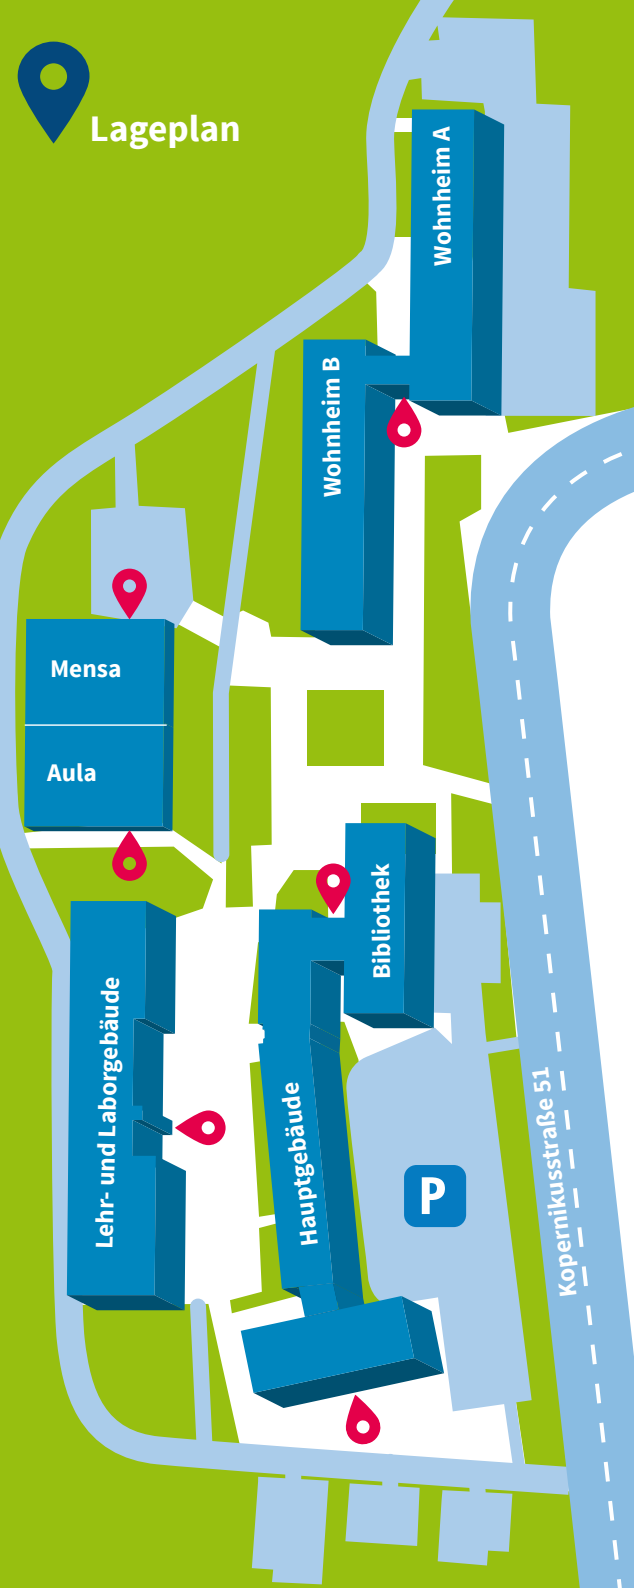 Lageplan
Wohnheim A
Wohnheim B
Mensa
Aula
Bibliothek
Lehr- und Laborgebäude
Hauptgebäude
P
Kopernikusstraße 51